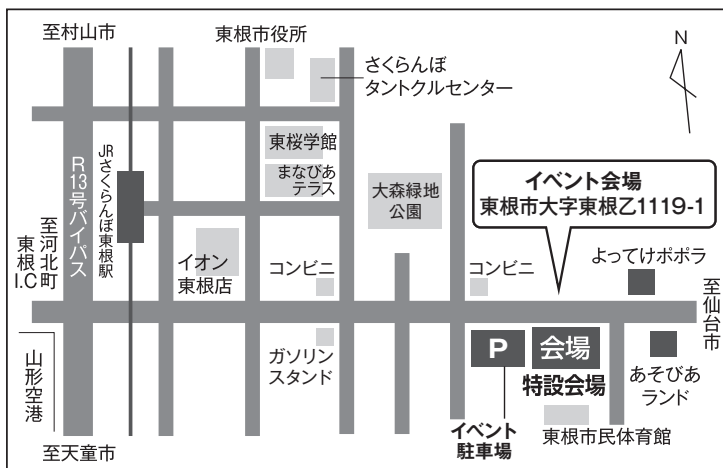 至村山市
東根市役所
さくらんぼ
タントクルセンター
N
東桜学館
まなびあ
テラス
JRさくらんぼ東根駅
R13号バイパス
大森緑地
公園
イベント会場
東根市大字東根乙1119-1
至河北町
東根I.C
イオン
東根店
コンビニ
コンビニ
よってけポポラ
至仙台市
山形空港
ガソリン
スタンド
P
会場
特設会場
あそびあ
ランド
イベント
駐車場
東根市民体育館
至天童市